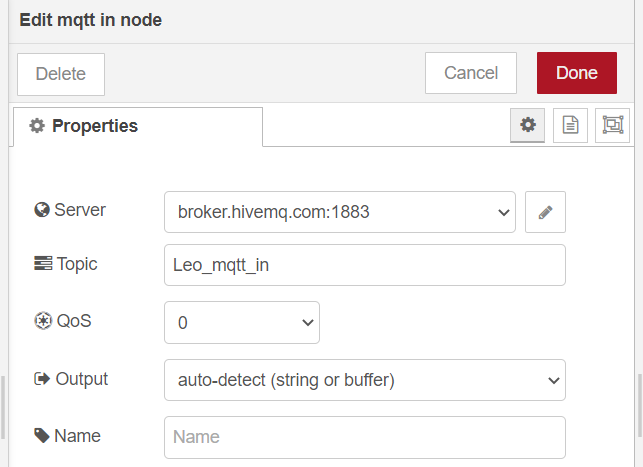 Edit mqtt in node
Delete
Cancel
Done
Properties
Server
broker.hivemq.com:1883
Topic
Leo_mqtt_in
QoS
0
Output
auto-detect (string or buffer)
Name
Name